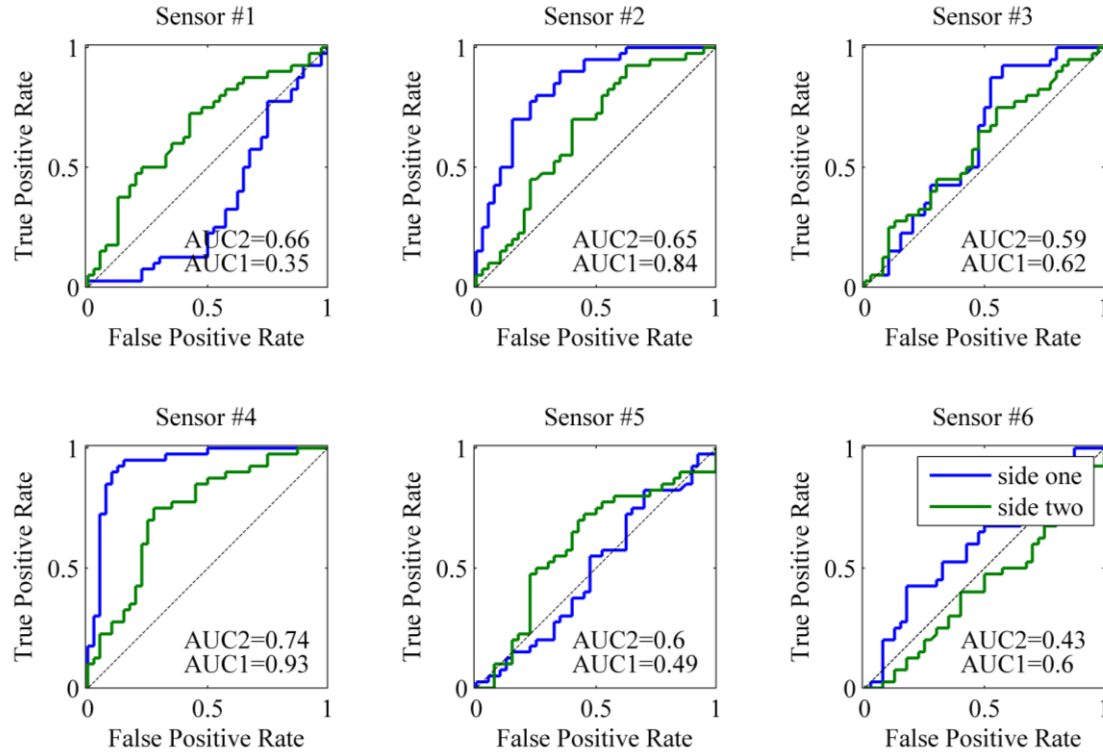 Sensor #1
Sensor #2
Sensor #3
True Positive Rate
1
0.5
0
AUC2=0.66
AUC1=0.35
0 0.5 1
False Positive Rate
True Positive Rate
1
0.5
0
AUC2=0.65
AUC1=0.84
0 0.5 1
False Positive Rate
True Positive Rate
1
0.5
0
AUC2=0.59
AUC1=0.62
0 0.5 1
False Positive Rate
Sensor #4
Sensor #5
Sensor #6
True Positive Rate
1
0.5
0
AUC2=0.74
AUC1=0.93
0 0.5 1
False Positive Rate
True Positive Rate
1
0.5
0
AUC2=0.6
AUC1=0.49
0 0.5 1
False Positive Rate
True Positive Rate
1
0.5
0
side one
side two
AUC2=0.43
AUC1=0.6
0 0.5 1
False Positive Rate